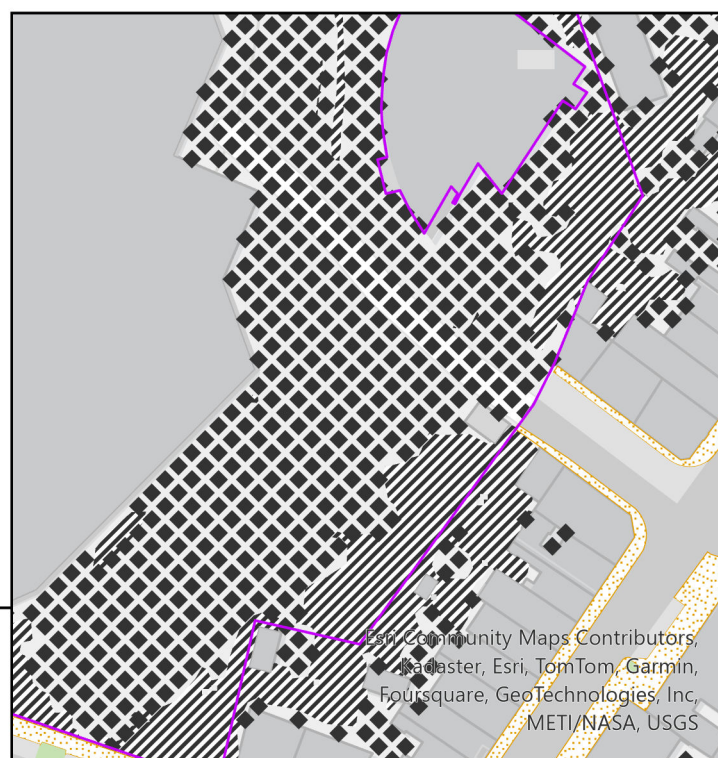 Esri Community Maps Contributors,
Kadaster, Esri, TomTom, Garmin,
Foursquare, GeoTechnologies, Inc,
METI/NASA, USGS